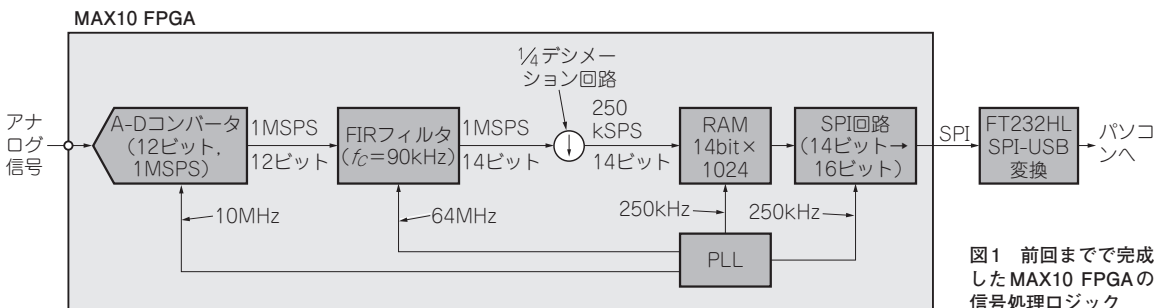 MAX10 FPGA
1/4デシメー
ション回路
アナ
ログ
信号
A-Dコンバータ
(12ビット,
1MSPS)
1MSPS
12ビット
FIRフィルタ
(fC=90kHz)
1MSPS
14ビット
↓
250
kSPS
14ビット
RAM
14bit×
1024
SPI回路
(14ビット→
16ビット)
SPI
FT232HL
SPI-USB
変換
パソコ
ンへ
10MHz
64MHz
250kHz
250kHz
PLL
図1 前回までで完成
したMAX10 FPGAの
信号処理ロジック